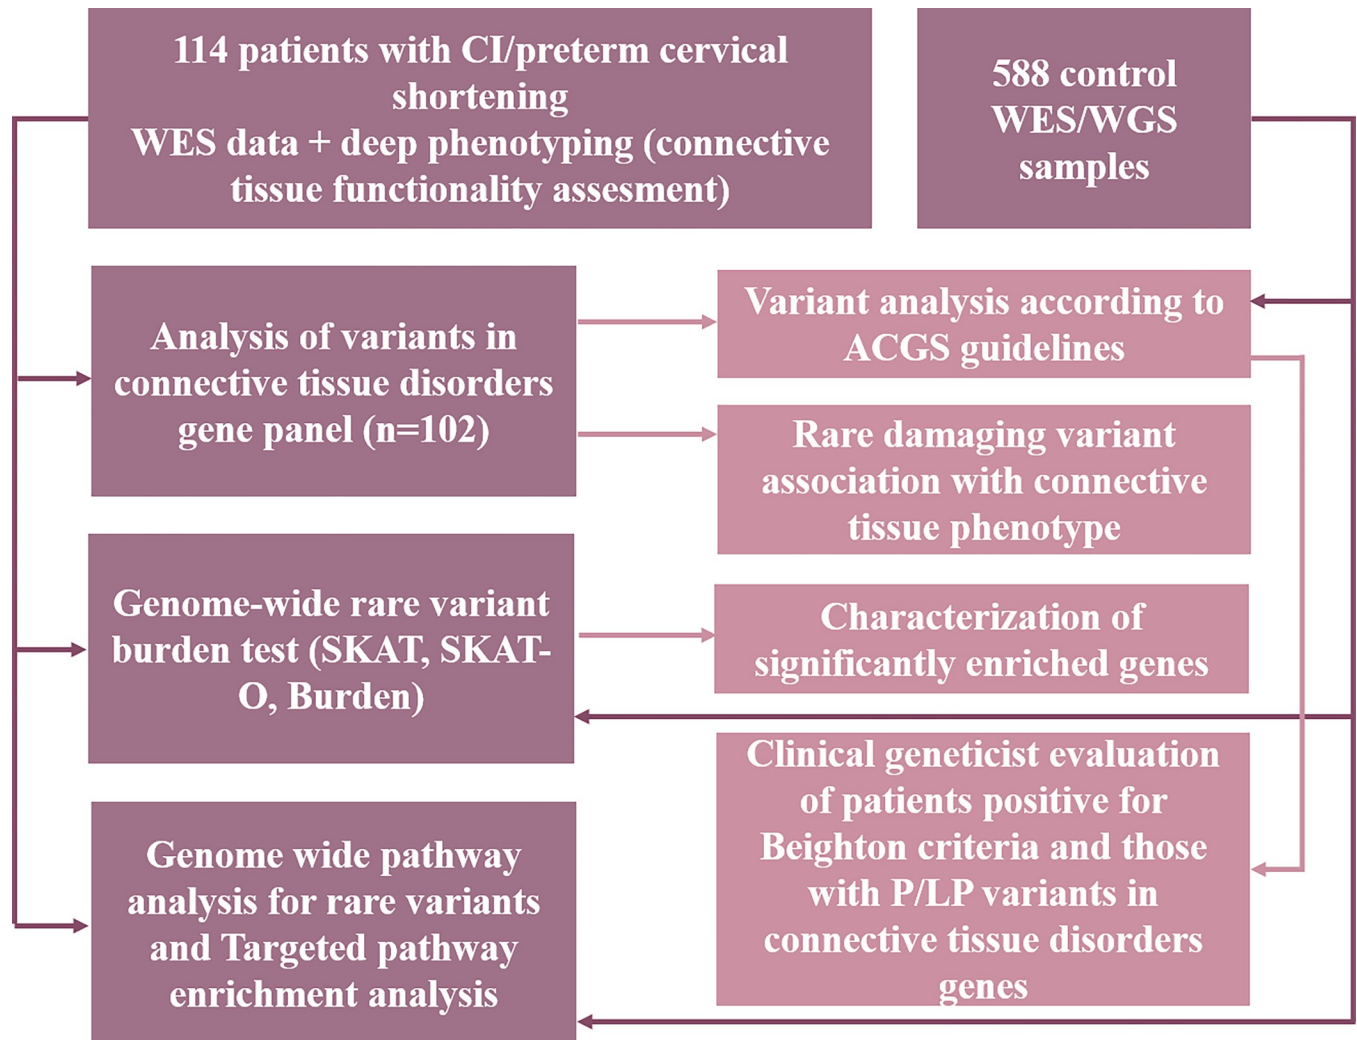 114 patients with CI/preterm cervical
shortening
WES data + deep phenotyping (connective
tissue functionality assesment)
588 control
WES/WGS
samples
Analysis of variants in
connective tissue disorders
gene panel (n=102)
Variant analysis according to
ACGS guidelines
Rare damaging variant
association with connective
tissue phenotype
Genome-wide rare variant
burden test (SKAT, SKAT-
O, Burden)
Characterization of
significantly enriched genes
Clinical geneticist evaluation
of patients positive for
Beighton criteria and those
with P/LP variants in
connective tissue disorders
genes
Genome wide pathway
analysis for rare variants
and Targeted pathway
enrichment analysis